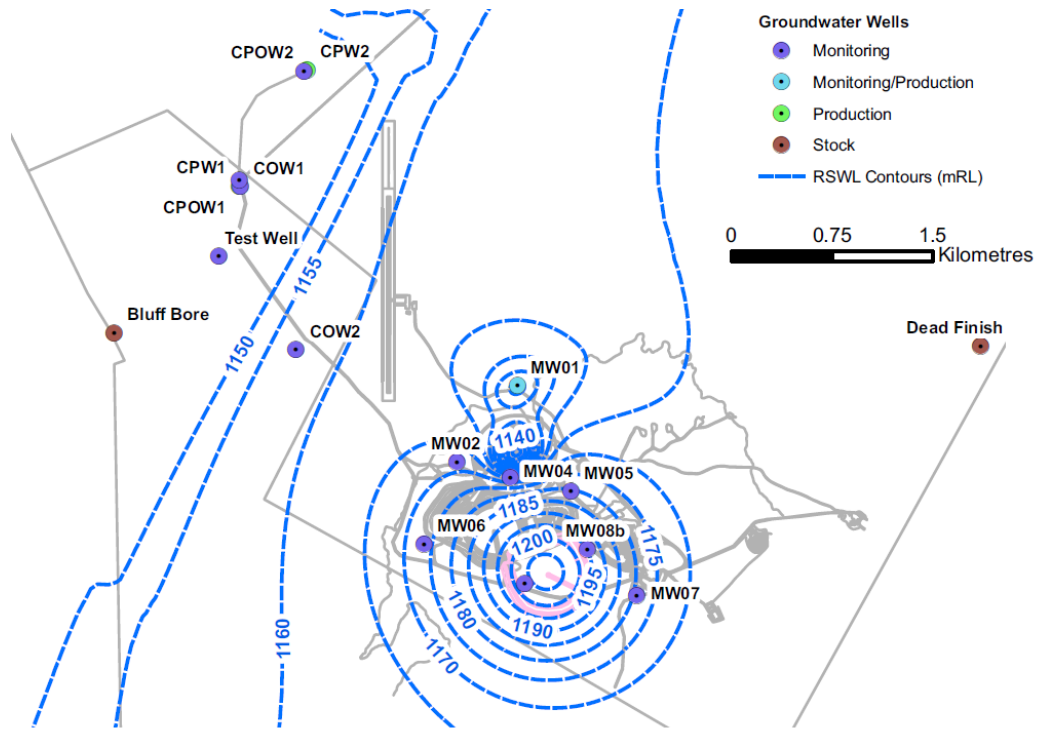 Groundwater Wells
Monitoring
Monitoring/Production
Production
Stock
RSWL Contours (mRL)
0 0.75 1.5
Kilometres
CPOW2 CPW2
CPW1 COW1
CPOW1
Test Well
1155
Bluff Bore
1150
COW2
Dead Finish
MW01
1140
MW02
MW04
MW05
1185
MW06
MW08b
1200
1175
1195
MW07
1180
1190
1160
1170